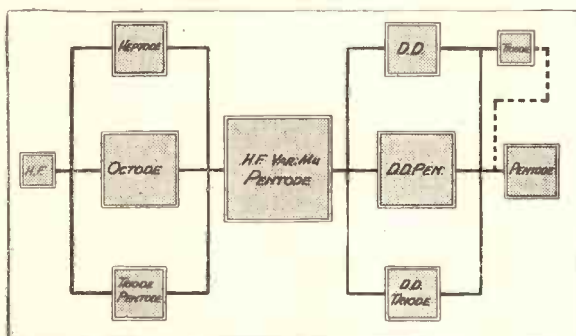 HEPTODE
D.D.
TRIODE
H.F.
OCTODE
H.F. VAR-MU
PENTODE
D.D.PEN.
PENTODE
TRIODE
PENTODE
D.D.
TRIODE